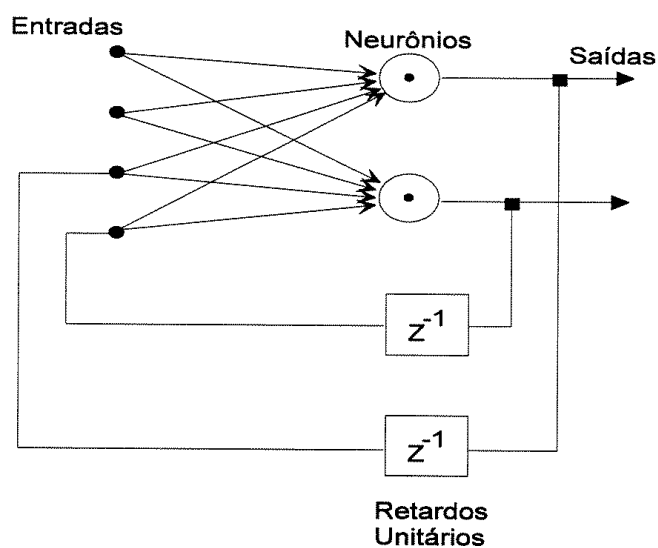 Entradas
Neurônios
Saídas
z-1
z-1
Retardos
Unitários